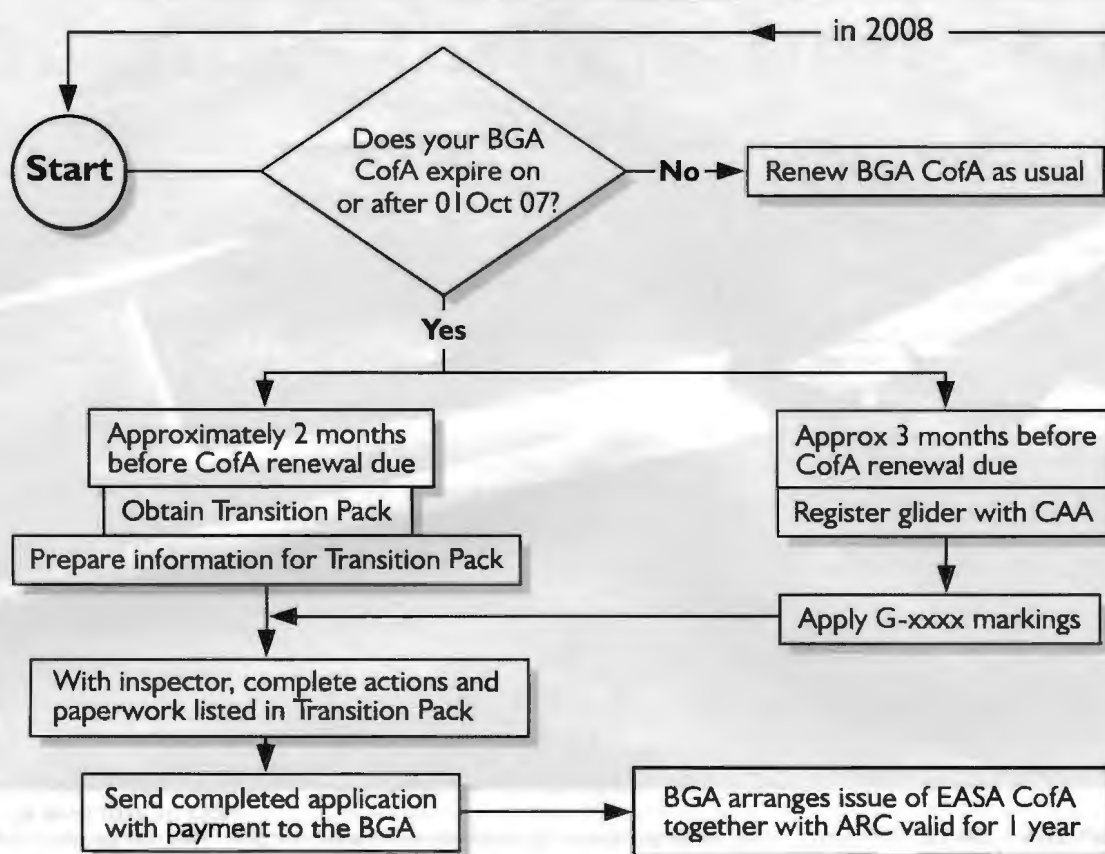 in 2008
Start
Does your BGA
CofA expire on
or after 01Oct 07?
No
Renew BGA CofA as usual
Yes
Approximately 2 months
before CofA renewal due
Obtain Transition Pack
Prepare information for Transition Pack
Approx 3 months before
CofA renewal due
Register glider with CAA
Apply G-xxxx markings
With inspector, complete actions and
paperwork listed in Transition Pack
Send completed application
with payment to the BGA
BGA arranges issue of EASA CofA
together with ARC valid for 1 year